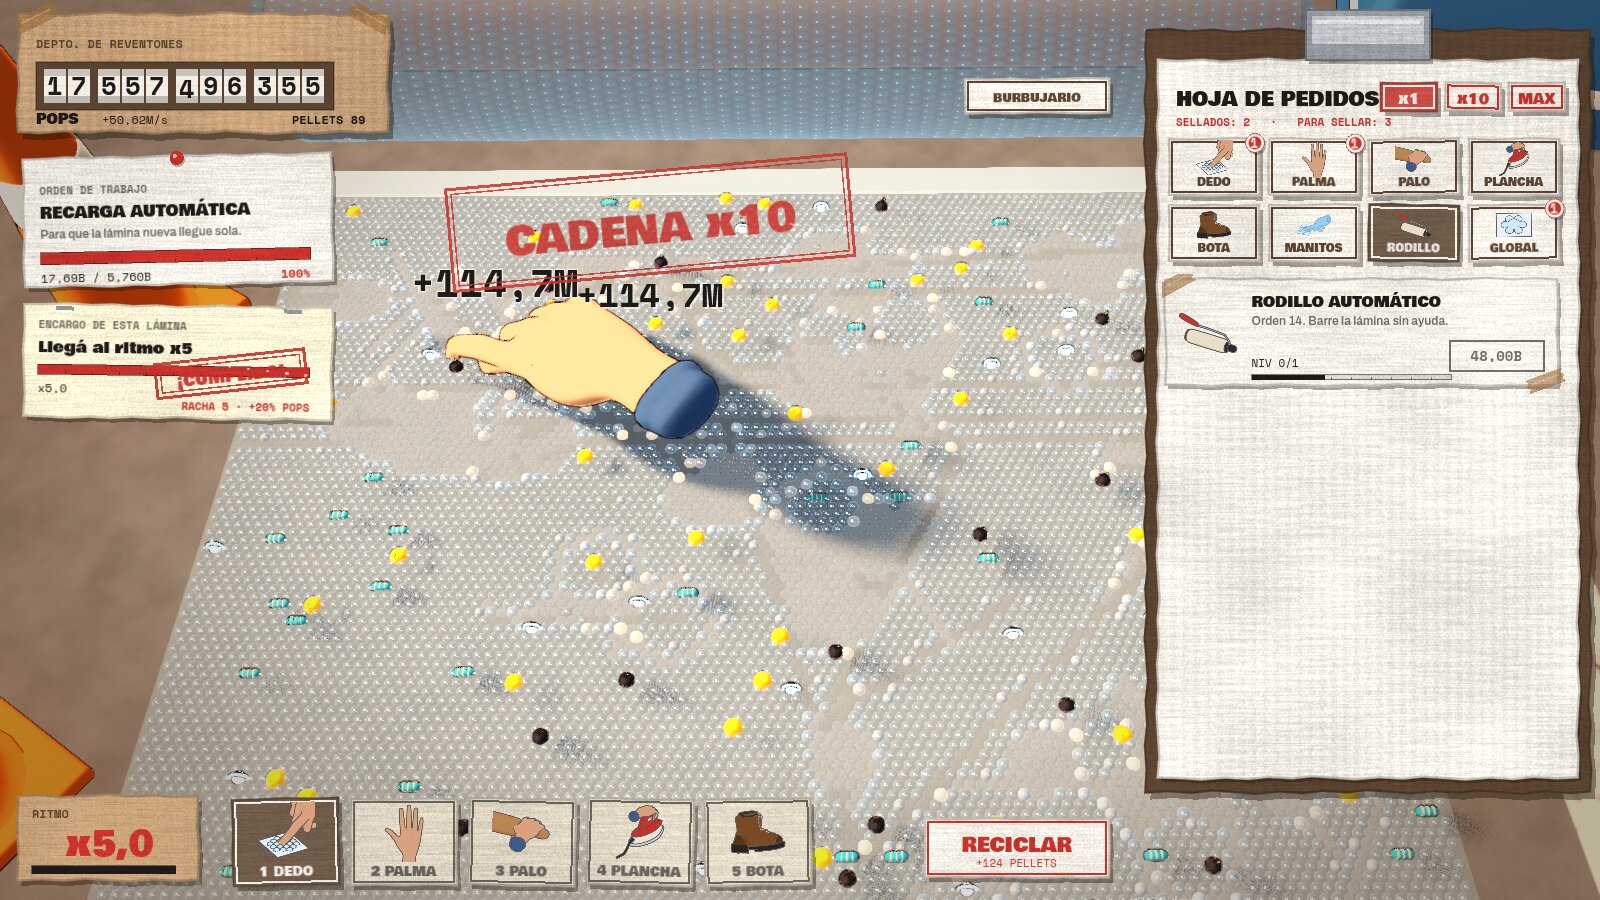 DEPTO. DE REVENTONES
17 557 496 355
POPS +50,62M/s PELLETS 89
ORDEN DE TRABAJO
RECARGA AUTOMÁTICA
Para que la lámina nueva llegue sola.
17,69B / 5,760B 100%
ENCARGO DE ESTA LÁMINA
Llegá al ritmo x5
x5,0
RACHA 5 · +20% POPS
CADENA x10
+114,7M
+114,7M
BURBUJARIO
HOJA DE PEDIDOS x1 x10 MAX
SELLADOS: 2 · PARA SELLAR: 3
1 1
DEDO PALMA PALO PLANCHA
1
BOTA MANITOS RODILLO GLOBAL
RODILLO AUTOMÁTICO
Orden 14. Barre la lámina sin ayuda.
NIV 0/1
48,00B
RITMO
x5,0
1 DEDO 2 PALMA 3 PALO 4 PLANCHA 5 BOTA
RECICLAR
+124 PELLETS